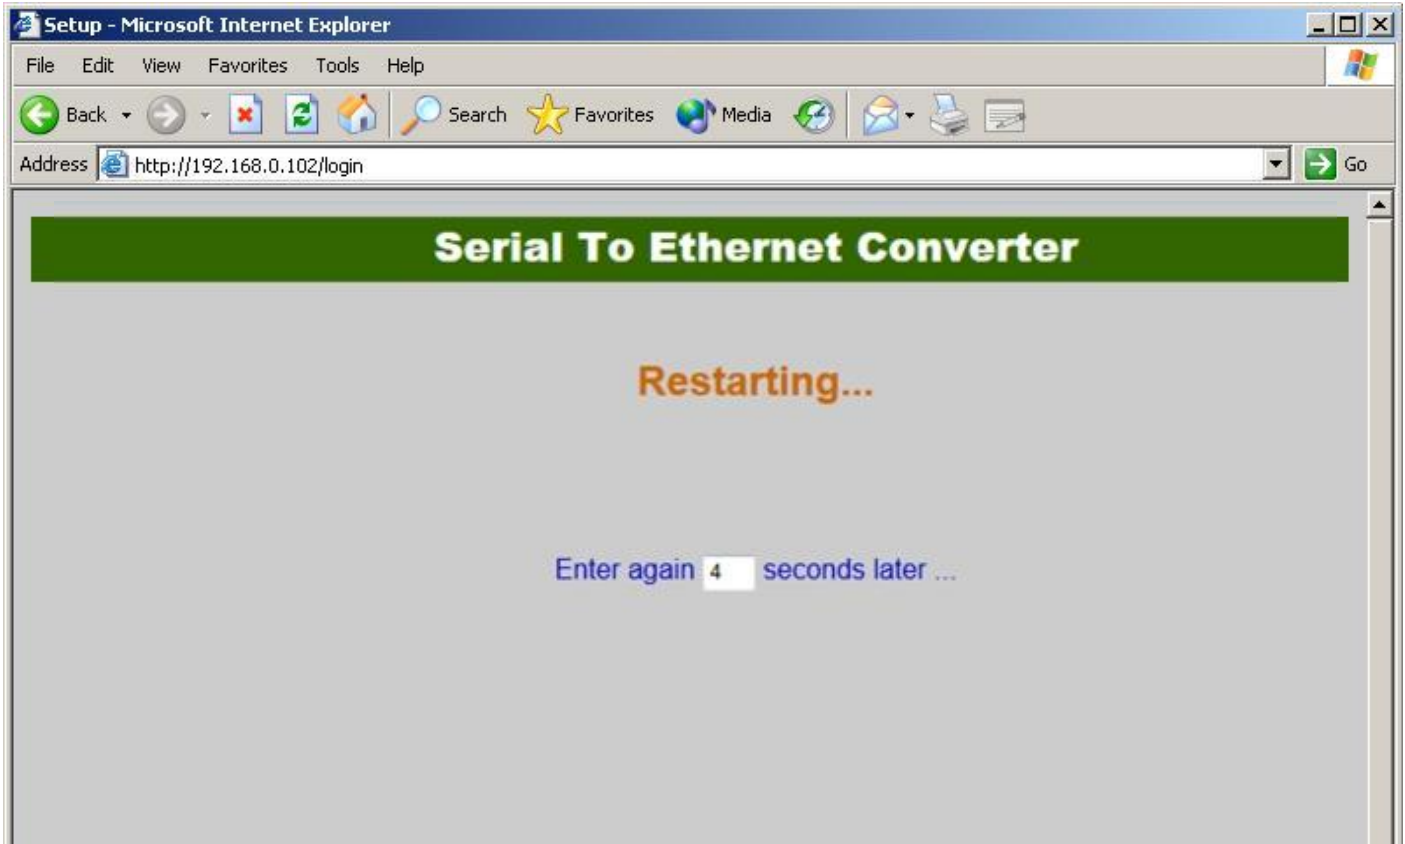 Setup - Microsoft Internet Explorer
File Edit View Favorites Tools Help
Back Search Favorites Media
Address http://192.168.0.102/login Go
Serial To Ethernet Converter
Restarting...
Enter again 4 seconds later ...